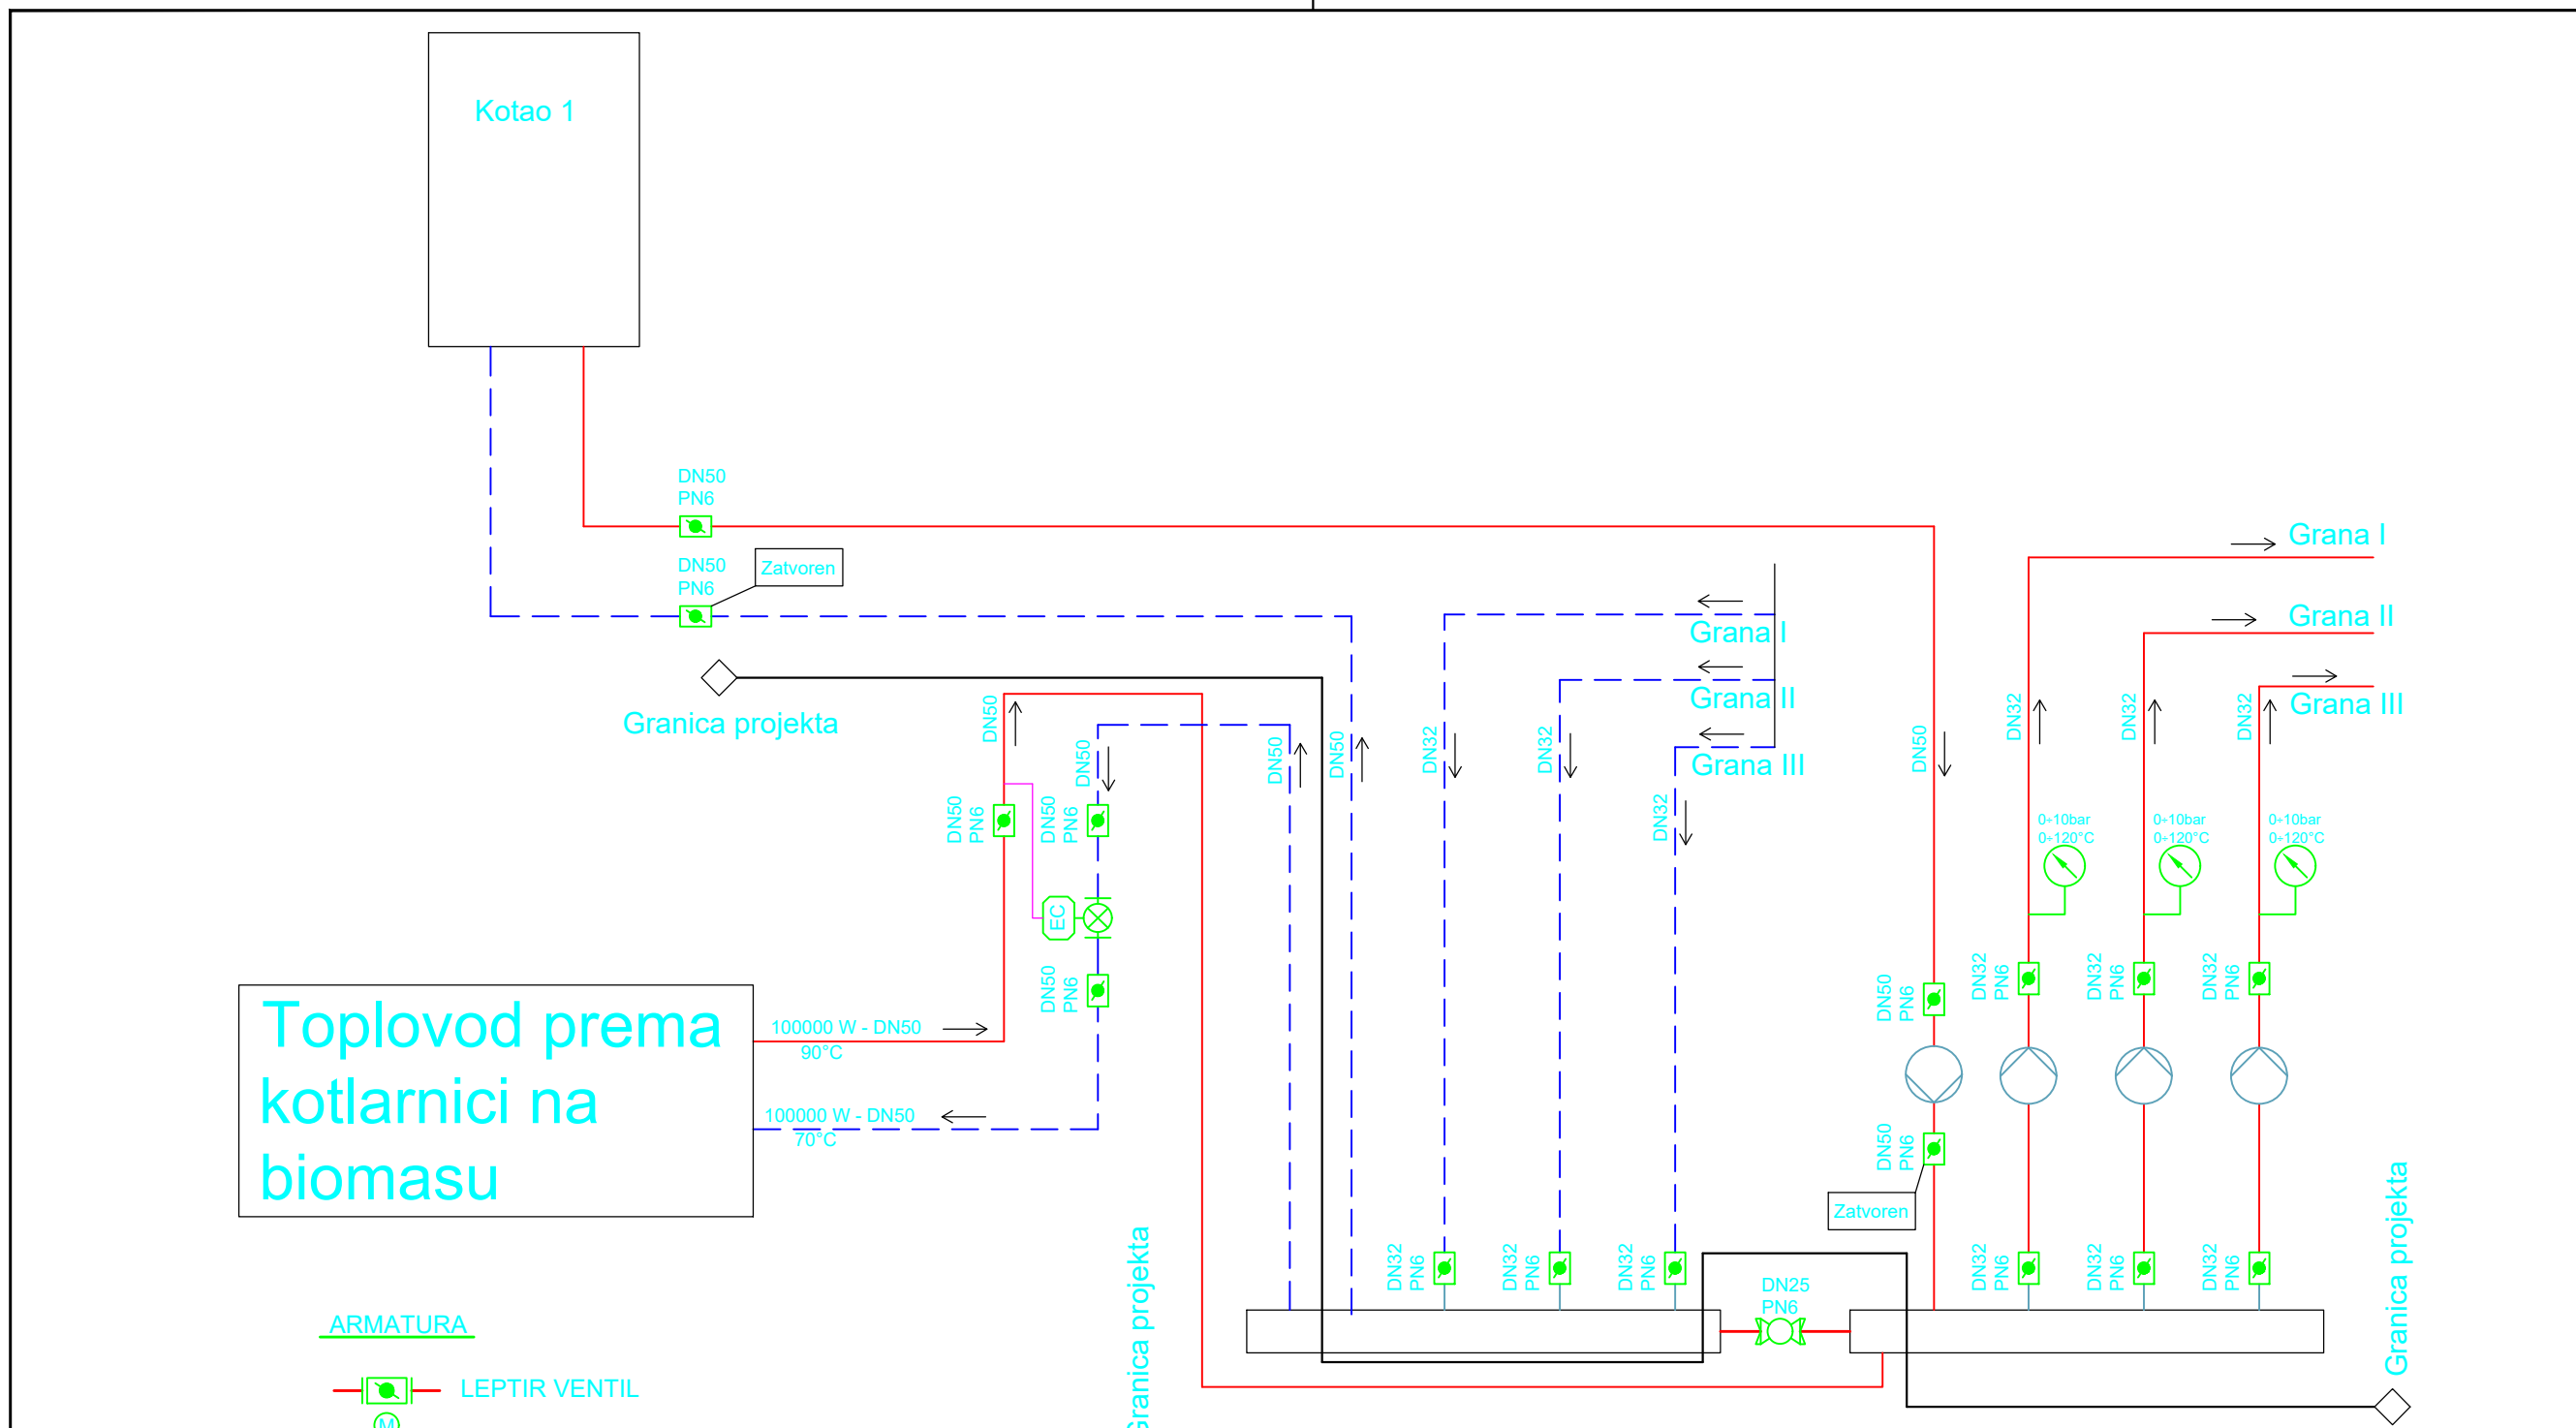 Kotao 1
DN50
PN6
DN50
PN6
Zatvoren
Granica projekta
Grana I
Grana II
Grana III
Grana I
Grana II
Grana III
DN50
DN50
DN50
DN50
DN32
DN32
DN32
DN50
DN32
DN32
DN32
DN50
PN6
DN50
PN6
0÷10bar
0÷120°C
0÷10bar
0÷120°C
0÷10bar
0÷120°C
EC
DN50
PN6
DN50
PN6
DN32
PN6
DN32
PN6
DN32
PN6
Toplovod prema
kotlarnici na
biomasu
100000 W - DN50
90°C
100000 W - DN50
70°C
DN50
PN6
Zatvoren
Granica projekta
Granica projekta
DN32
PN6
DN32
PN6
DN32
PN6
DN25
PN6
DN32
PN6
DN32
PN6
DN32
PN6
ARMATURA
LEPTIR VENTIL
M